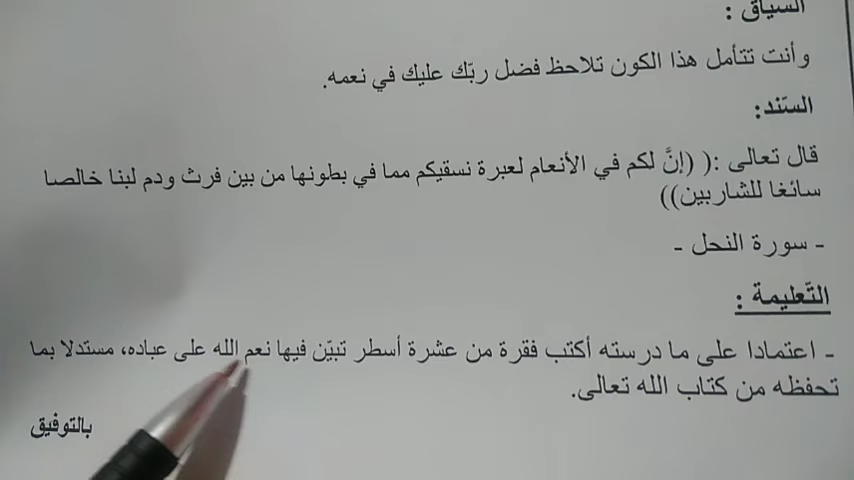 السياق :
وأنت تتأمل هذا الكون تلاحظ فضل ربّك عليك في نعمه.
السّند:
قال تعالى :( (إنَّ لكم في الأنعام لعبرة نسقيكم مما في بطونها من بين فرث ودم لبنا خالصا
سائغا للشاربين))
- سورة النحل -
التّعليمة :
- اعتمادا على ما درسته أكتب فقرة من عشرة أسطر تبيّن فيها نعم الله على عباده، مستدلا بما
تحفظه من كتاب الله تعالى.
بالتوفيق